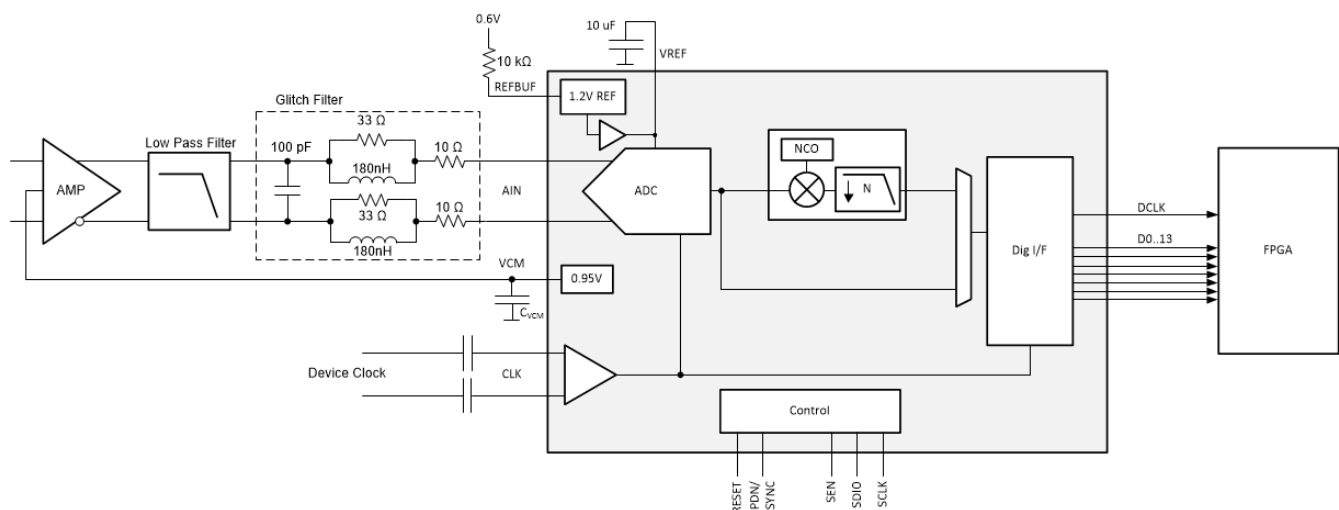 0.6V
10 uF
VREF
10 kΩ
REFBUF
1.2V REF
Glitch Filter
33 Ω
Low Pass Filter
100 pF
10 Ω
180nH
AMP
AIN
ADC
NCO
N
33 Ω
10 Ω
180nH
DCLK
D0..13
Dig I/F
FPGA
VCM
0.95V
CVCM
Device Clock
CLK
Control
RESET
PDN/
SYNC
SEN
SDIO
SCLK